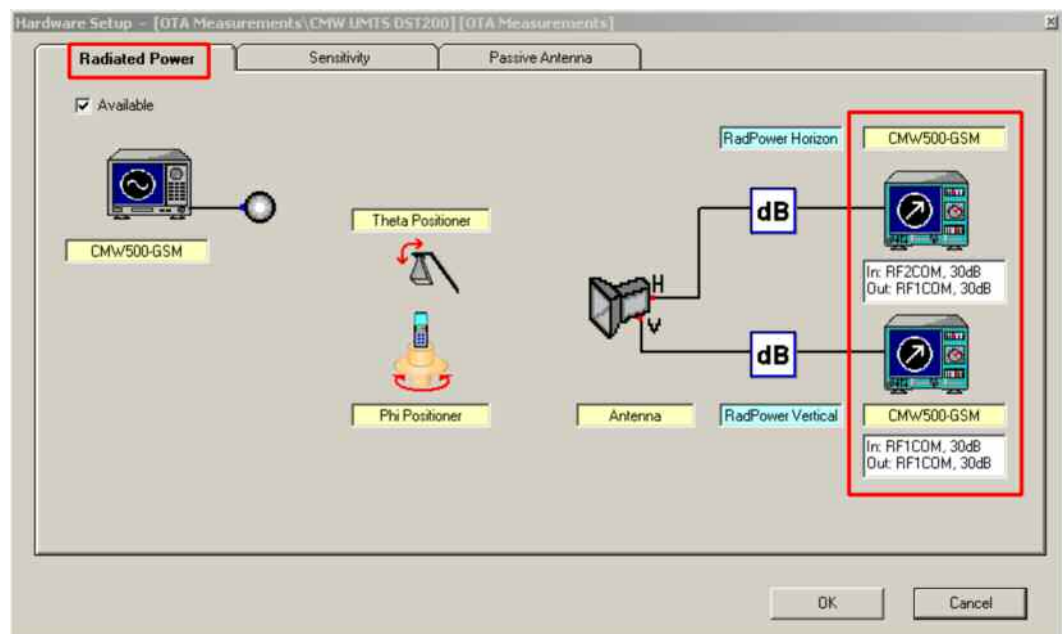 Hardware Setup - [OTA Measurements\CMW UMTS DST200] [OTA Measurements]
Radiated Power
Sensitivity
Passive Antenna
Available
RadPower Horizon
CMW500-GSM
dB
CMW500-GSM
Theta Positioner
In: RF2COM, 30dB
Out: RF1COM, 30dB
H
V
dB
Phi Positioner
Antenna
RadPower Vertical
CMW500-GSM
In: RF1COM, 30dB
Out: RF1COM, 30dB
OK
Cancel